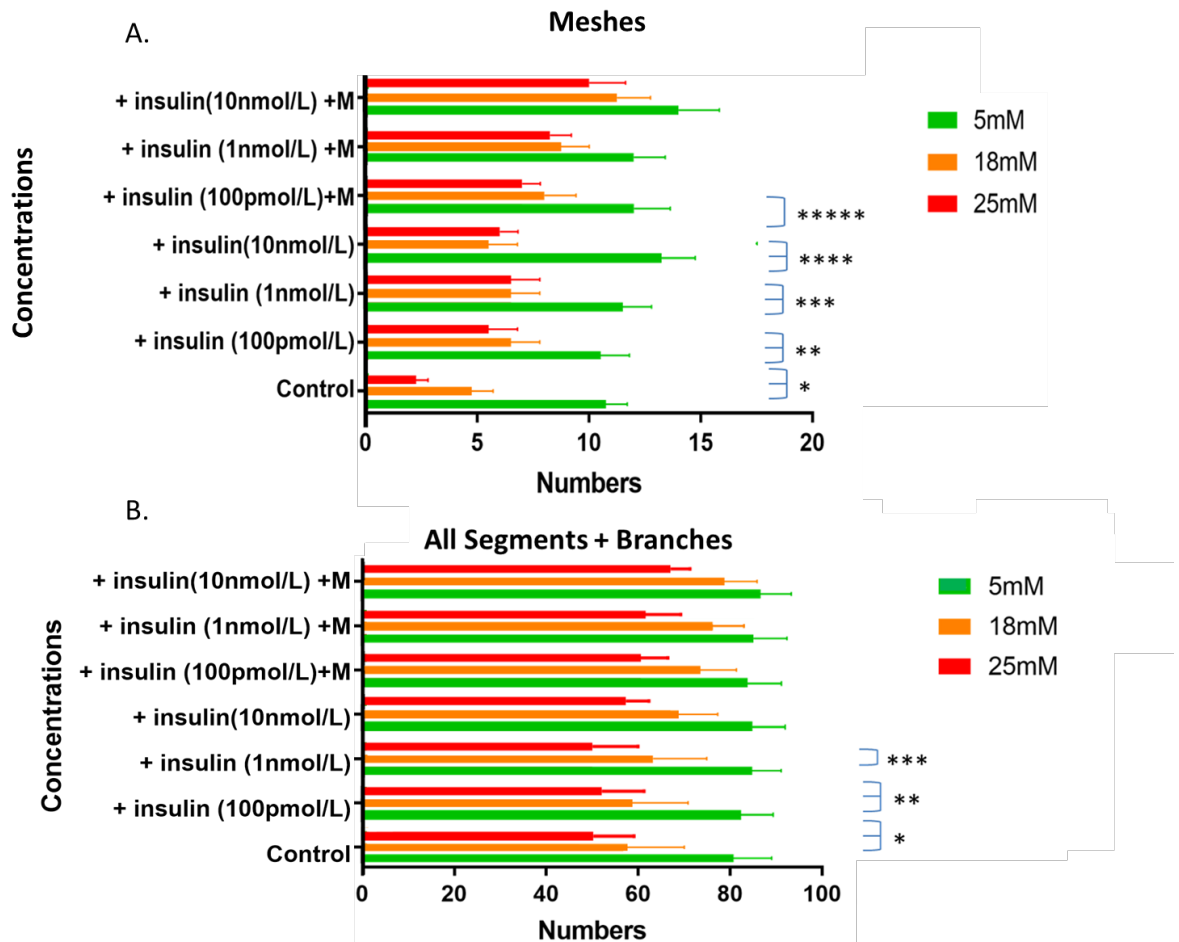 A.
Meshes
Concentrations
+ insulin(10nmol/L) +M
+ insulin (1nmol/L) +M
+ insulin (100pmol/L)+M
+ insulin(10nmol/L)
+ insulin (1nmol/L)
+ insulin (100pmol/L)
Control
5mM
18mM
25mM
*****
****
***
**
*
0 5 10 15 20
Numbers
B.
All Segments + Branches
Concentrations
+ insulin(10nmol/L) +M
+ insulin (1nmol/L) +M
+ insulin (100pmol/L)+M
+ insulin(10nmol/L)
+ insulin (1nmol/L)
+ insulin (100pmol/L)
Control
5mM
18mM
25mM
***
**
*
0 20 40 60 80 100
Numbers